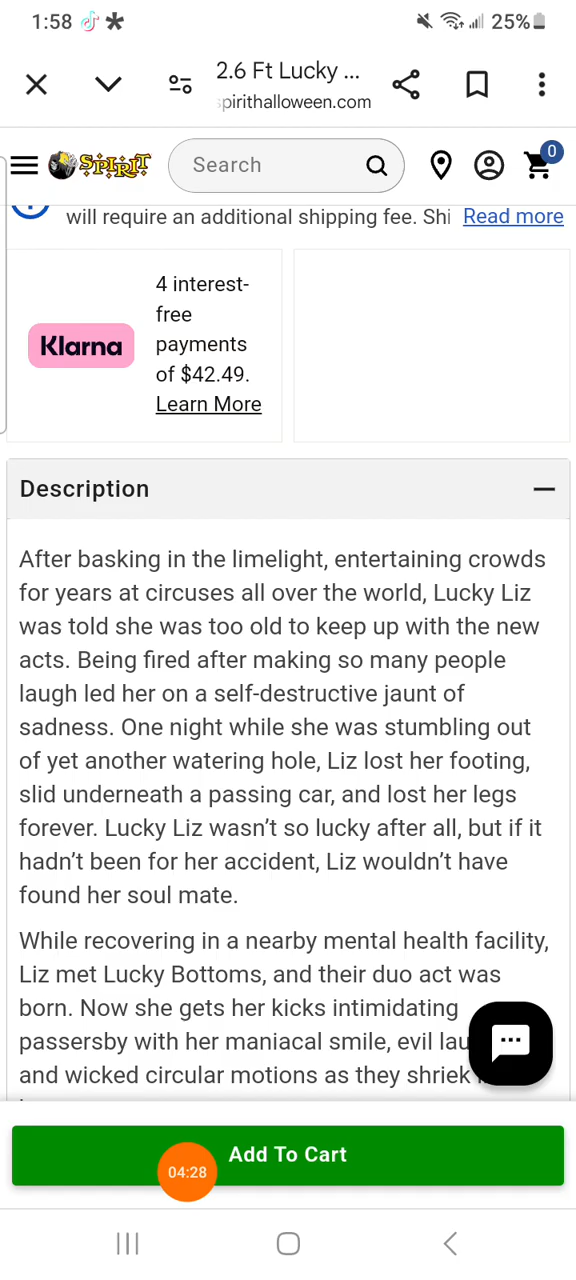 1:58
25%
2.6 Ft Lucky ...
pirithalloween.com
SPIRIT
Search
0
will require an additional shipping fee. Shi
Read more
Klarna
4 interest-
free
payments
of $42.49.
Learn More
Description
After basking in the limelight, entertaining crowds
for years at circuses all over the world, Lucky Liz
was told she was too old to keep up with the new
acts. Being fired after making so many people
laugh led her on a self-destructive jaunt of
sadness. One night while she was stumbling out
of yet another watering hole, Liz lost her footing,
slid underneath a passing car, and lost her legs
forever. Lucky Liz wasn’t so lucky after all, but if it
hadn’t been for her accident, Liz wouldn’t have
found her soul mate.
While recovering in a nearby mental health facility,
Liz met Lucky Bottoms, and their duo act was
born. Now she gets her kicks intimidating
passersby with her maniacal smile, evil lau
and wicked circular motions as they shriek
Add To Cart
04:28